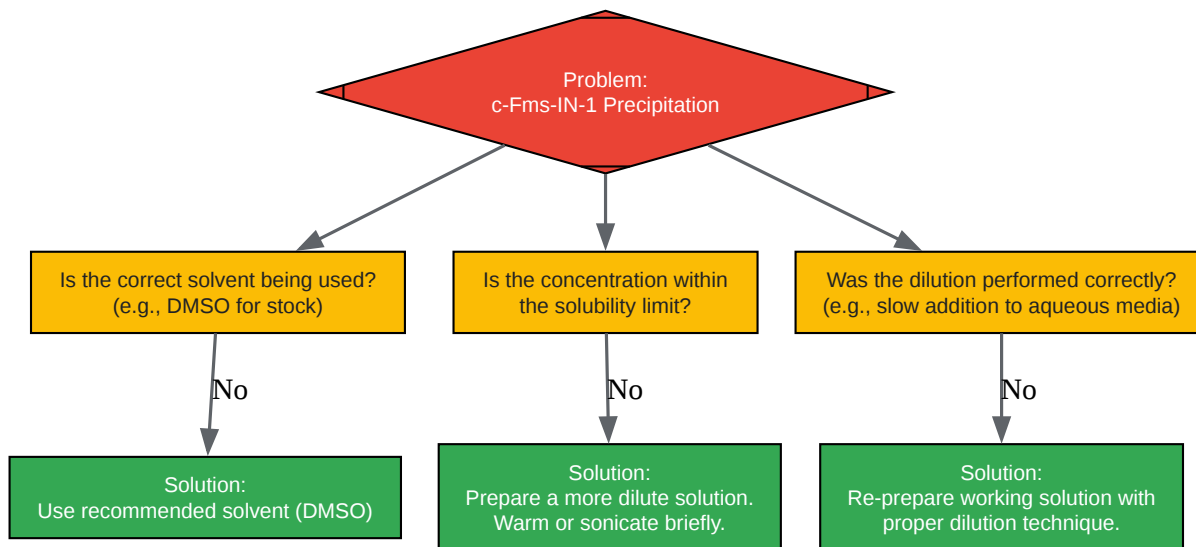 Problem:
c-Fms-IN-1 Precipitation
Is the correct solvent being used?
(e.g., DMSO for stock)
Is the concentration within
the solubility limit?
Was the dilution performed correctly?
(e.g., slow addition to aqueous media)
No
No
No
Solution:
Use recommended solvent (DMSO)
Solution:
Prepare a more dilute solution.
Warm or sonicate briefly.
Solution:
Re-prepare working solution with
proper dilution technique.